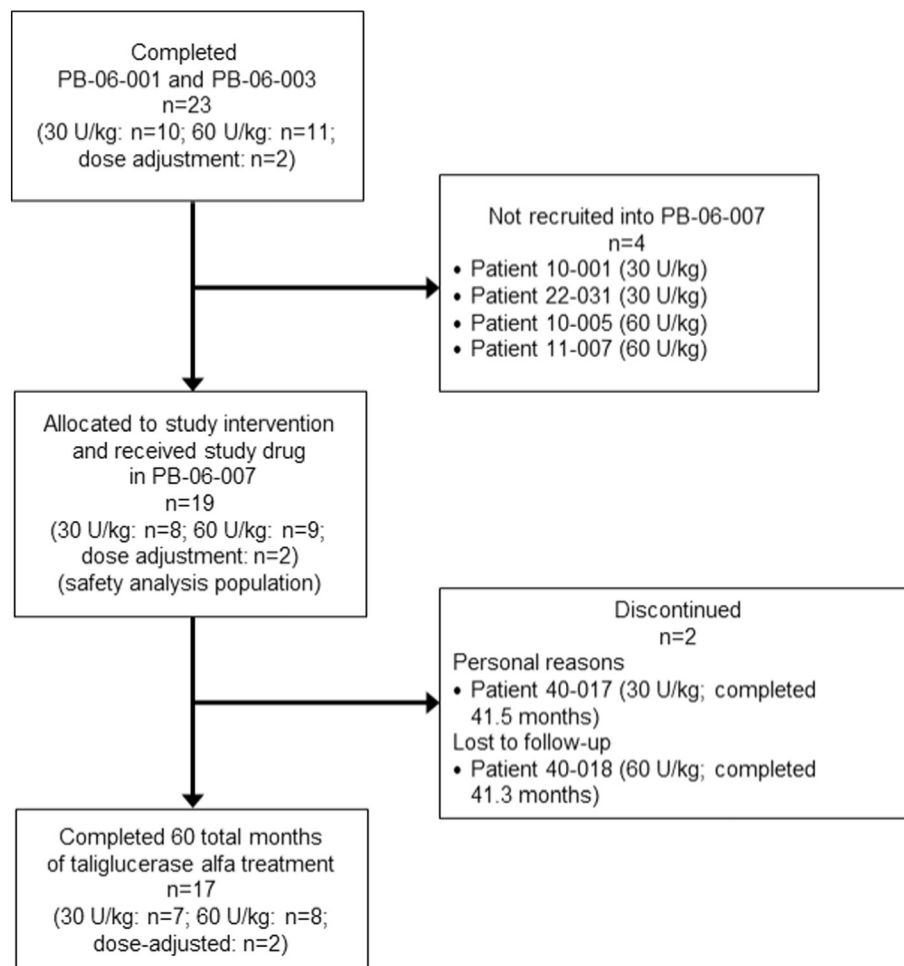 Completed
PB-06-001 and PB-06-003
n=23
(30 U/kg: n=10; 60 U/kg: n=11;
dose adjustment: n=2)
Not recruited into PB-06-007
n=4
• Patient 10-001 (30 U/kg)
• Patient 22-031 (30 U/kg)
• Patient 10-005 (60 U/kg)
• Patient 11-007 (60 U/kg)
Allocated to study intervention
and received study drug
in PB-06-007
n=19
(30 U/kg: n=8; 60 U/kg: n=9;
dose adjustment: n=2)
(safety analysis population)
Discontinued
n=2
Personal reasons
• Patient 40-017 (30 U/kg; completed
41.5 months)
Lost to follow-up
• Patient 40-018 (60 U/kg; completed
41.3 months)
Completed 60 total months
of taliglucerase alfa treatment
n=17
(30 U/kg: n=7; 60 U/kg: n=8;
dose-adjusted: n=2)